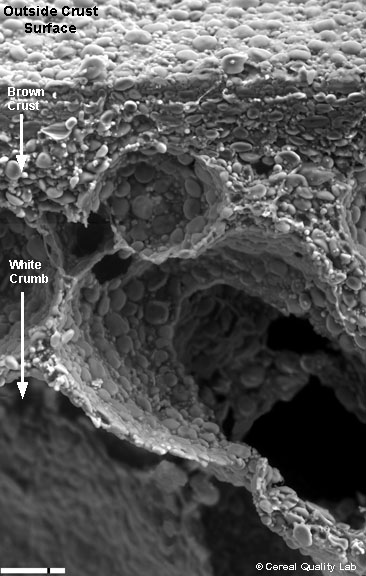 Outside Crust
Surface
Brown
Crust
White
Crumb
© Cereal Quality Lab